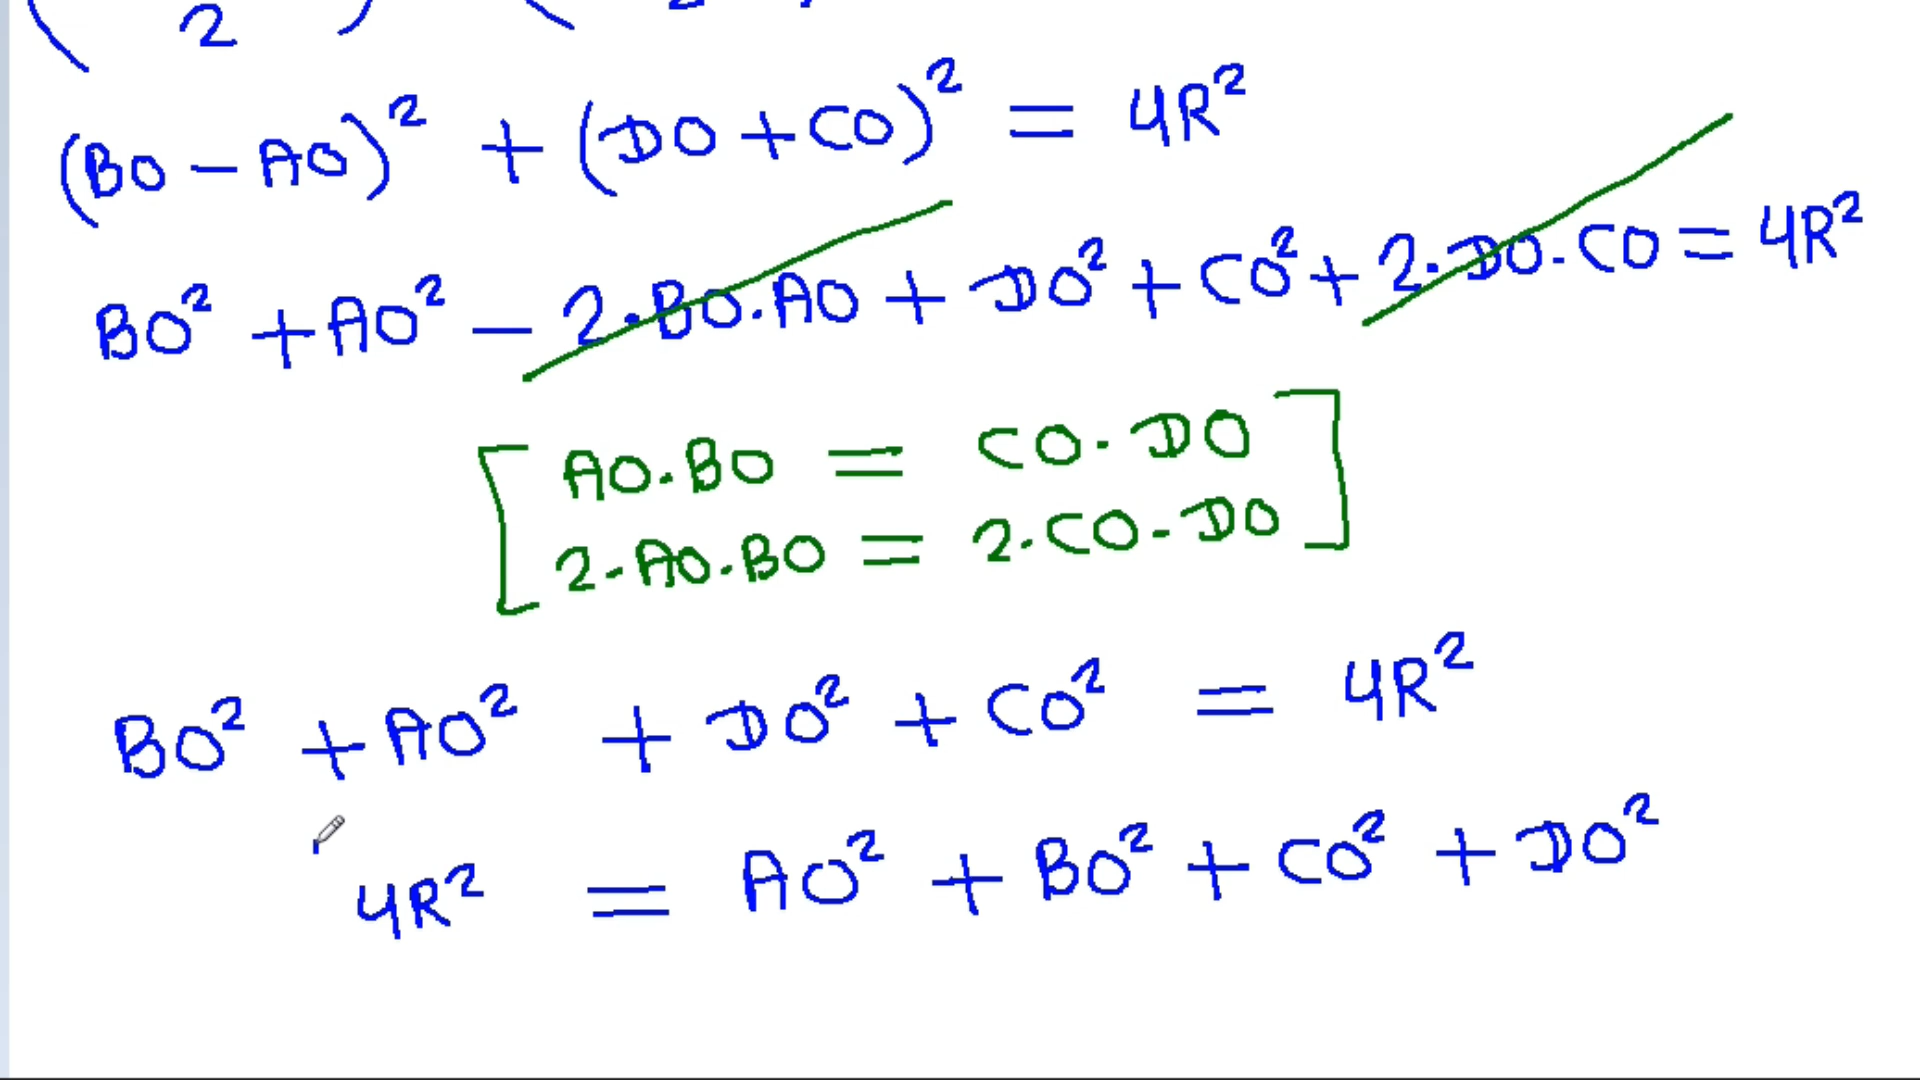 ( 2 ) ( 2
(BO - AO)² + (DO + CO)² = 4R²
BO² + AO² - 2·BO·AO + DO² + CO² + 2·DO·CO = 4R²
[ AO·BO = CO·DO
2·AO·BO = 2·CO·DO ]
BO² + AO² + DO² + CO² = 4R²
4R² = AO² + BO² + CO² + DO²